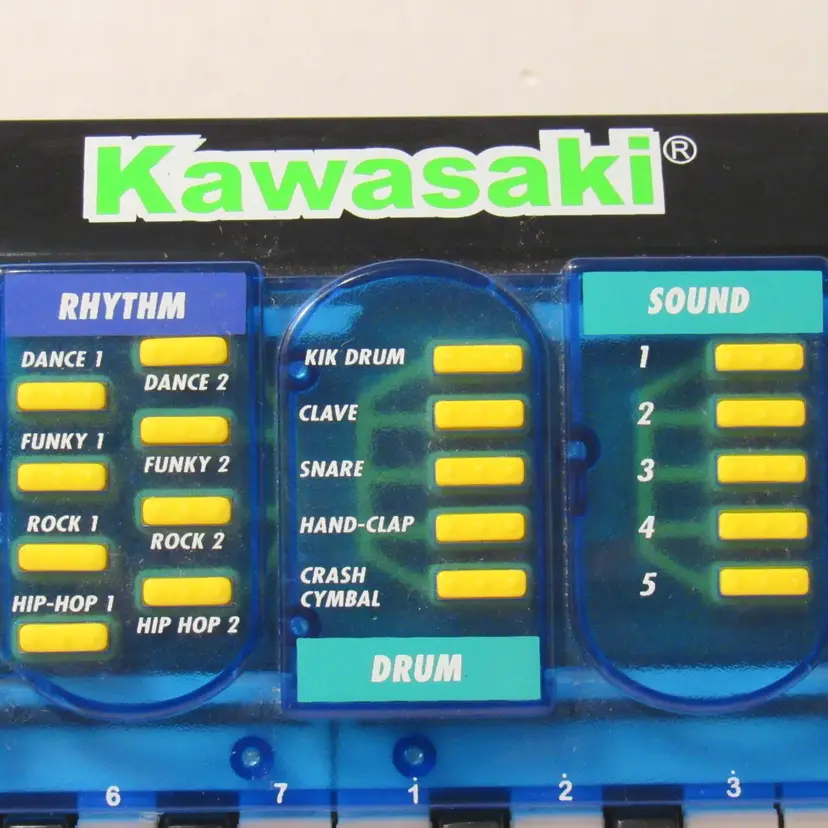 Kawasaki®
RHYTHM
DANCE 1
DANCE 2
FUNKY 1
FUNKY 2
ROCK 1
ROCK 2
HIP-HOP 1
HIP HOP 2
KIK DRUM
CLAVE
SNARE
HAND-CLAP
CRASH
CYMBAL
DRUM
SOUND
1
2
3
4
5
6 7 1̇ 2̇ 3̇